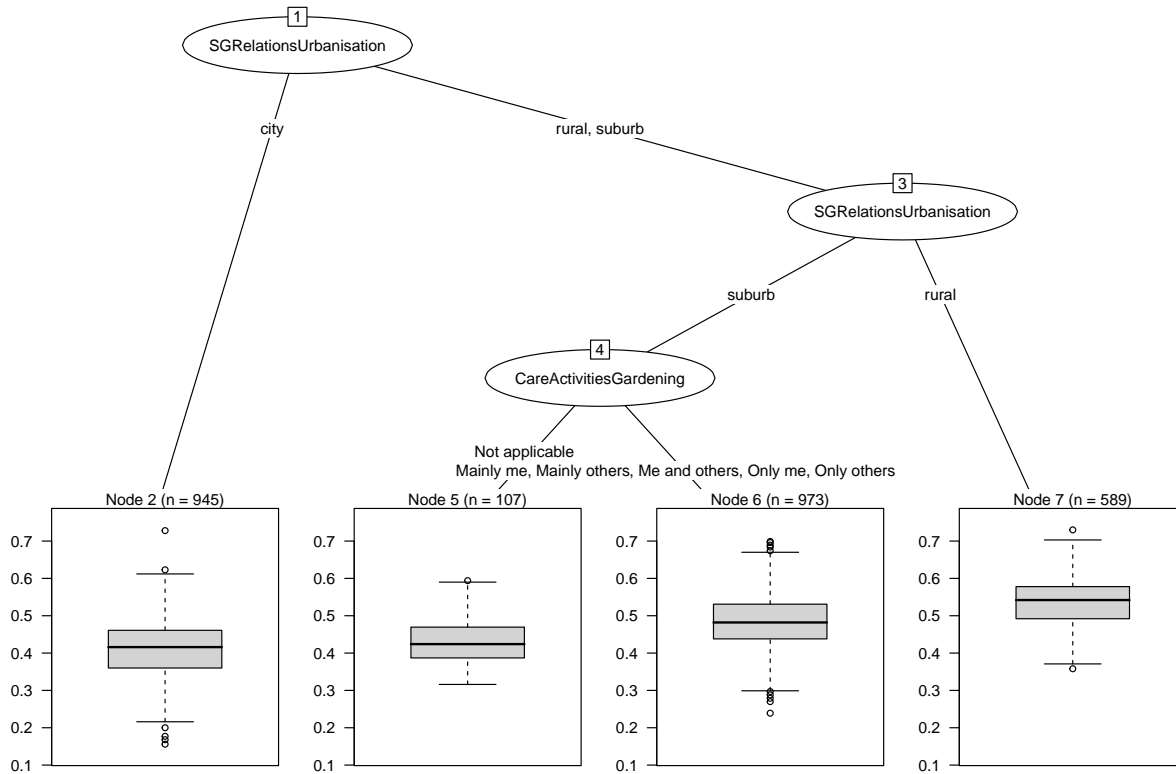 1
SGRelationsUrbanisation
city
rural, suburb
3
SGRelationsUrbanisation
suburb
rural
4
CareActivitiesGardening
Not applicable
Mainly me, Mainly others, Me and others, Only me, Only others
Node 2 (n = 945)
0.7
0.6
0.5
0.4
0.3
0.2
0.1
Node 5 (n = 107)
0.7
0.6
0.5
0.4
0.3
0.2
0.1
Node 6 (n = 973)
0.7
0.6
0.5
0.4
0.3
0.2
0.1
Node 7 (n = 589)
0.7
0.6
0.5
0.4
0.3
0.2
0.1